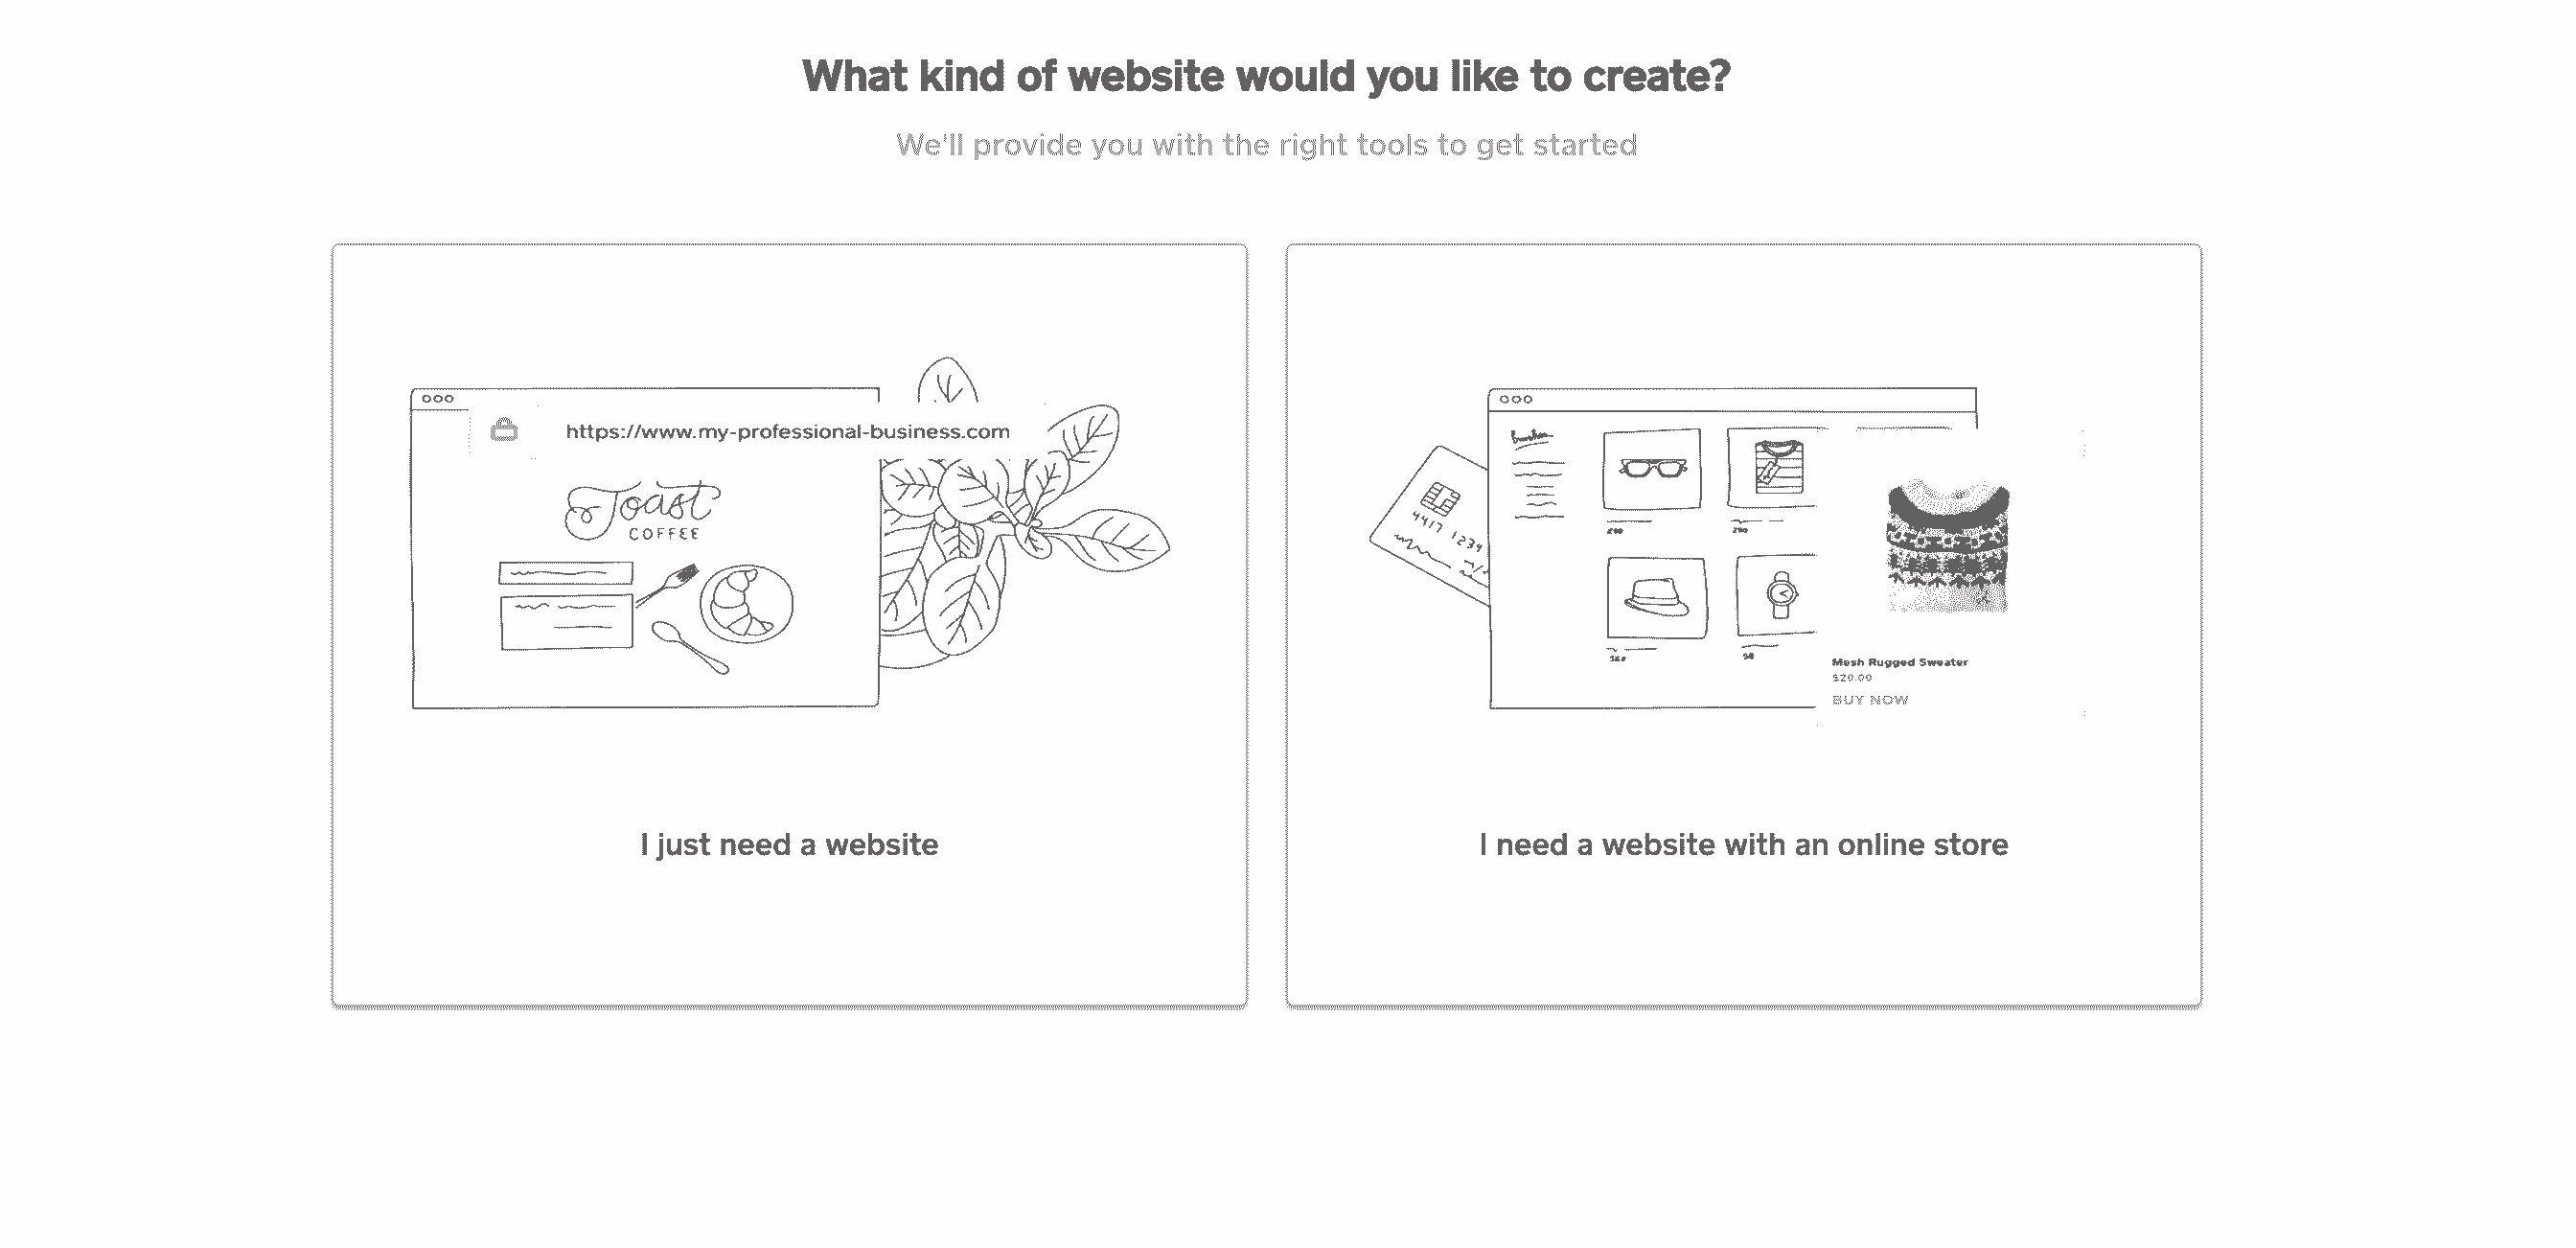 What kind of website would you like to create?
We'll provide you with the right tools to get started
https://www.my-professional-business.com
Toast
COFFEE
I just need a website
4417 1234
Mesh Rugged Sweater
$20.00
BUY NOW
I need a website with an online store